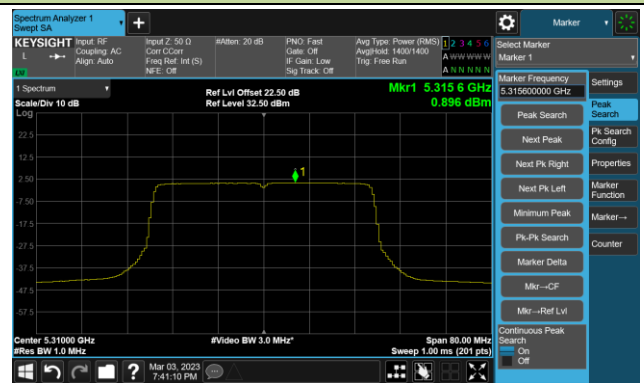 Spectrum Analyzer 1
Swept SA
+
Marker
KEYSIGHT
L
LV
Input: RF
Coupling: AC
Align: Auto
Input Z: 50 Ω
Corr CCorr
Freq Ref: Int (S)
NFE: Off
#Atten: 20 dB
PNO: Fast
Gate: Off
IF Gain: Low
Sig Track: Off
Avg Type: Power (RMS)
Avg|Hold: 1400/1400
Trig: Free Run
1 2 3 4 5 6
A W W W W W
A N N N N N
Select Marker
Marker 1
1 Spectrum
Scale/Div 10 dB
Log
Ref Lvl Offset 22.50 dB
Ref Level 32.50 dBm
Mkr1 5.315 6 GHz
0.896 dBm
22.5
12.5
2.50
-7.50
-17.5
-27.5
-37.5
-47.5
-57.5
1
Center 5.31000 GHz
#Res BW 1.0 MHz
#Video BW 3.0 MHz*
Span 80.00 MHz
Sweep 1.00 ms (201 pts)
Marker Frequency
5.315600000 GHz
Peak Search
Next Peak
Next Pk Right
Next Pk Left
Minimum Peak
Pk-Pk Search
Marker Delta
Mkr→CF
Mkr→Ref Lvl
Continuous Peak
Search
On
Off
Settings
Peak
Search
Pk Search
Config
Properties
Marker
Function
Marker→
Counter
?
Mar 03, 2023
7:41:10 PM